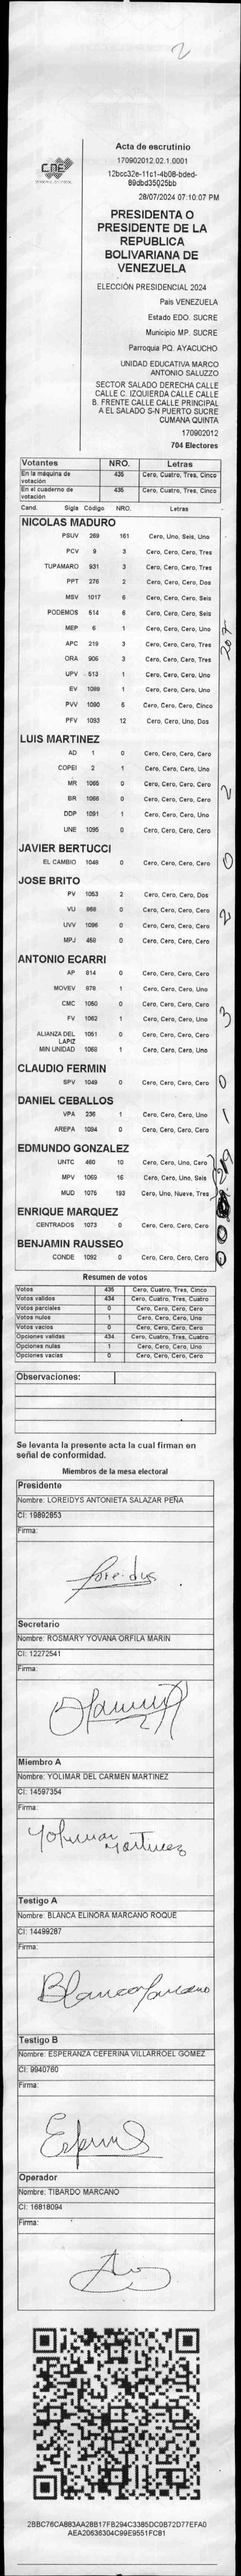 2
CNE
Acta de escrutinio
170902012.02.1.0001
12bcc32e-11c1-4b08-bded-
89dbd35025bb
28/07/2024 07:10:07 PM
PRESIDENTA O
PRESIDENTE DE LA
REPUBLICA
BOLIVARIANA DE
VENEZUELA
ELECCIÓN PRESIDENCIAL 2024
País VENEZUELA
Estado EDO. SUCRE
Municipio MP. SUCRE
Parroquia PQ. AYACUCHO
UNIDAD EDUCATIVA MARCO
ANTONIO SALUZZO
SECTOR SALADO DERECHA CALLE
CALLE C. IZQUIERDA CALLE CALLE
B. FRENTE CALLE CALLE PRINCIPAL
A EL SALADO S-N PUERTO SUCRE
CUMANA QUINTA
170902012
704 Electores
Votantes NRO. Letras
En la máquina de votación 435 Cero, Cuatro, Tres, Cinco
En el cuaderno de votación 435 Cero, Cuatro, Tres, Cinco
Cand. Sigla Código NRO. Letras
NICOLAS MADURO
PSUV 269 161 Cero, Uno, Seis, Uno
PCV 9 3 Cero, Cero, Cero, Tres
TUPAMARO 931 3 Cero, Cero, Cero, Tres
PPT 276 2 Cero, Cero, Cero, Dos
MSV 1017 6 Cero, Cero, Cero, Seis
PODEMOS 514 6 Cero, Cero, Cero, Seis
MEP 6 1 Cero, Cero, Cero, Uno
APC 219 3 Cero, Cero, Cero, Tres
ORA 906 3 Cero, Cero, Cero, Tres
UPV 513 1 Cero, Cero, Cero, Uno
EV 1089 1 Cero, Cero, Cero, Uno
PVV 1090 5 Cero, Cero, Cero, Cinco
PFV 1093 12 Cero, Cero, Uno, Dos
207
LUIS MARTINEZ
AD 1 0 Cero, Cero, Cero, Cero
COPEI 2 1 Cero, Cero, Cero, Uno
MR 1065 0 Cero, Cero, Cero, Cero
BR 1066 0 Cero, Cero, Cero, Cero
DDP 1091 1 Cero, Cero, Cero, Uno
UNE 1095 0 Cero, Cero, Cero, Cero
2
JAVIER BERTUCCI
EL CAMBIO 1048 0 Cero, Cero, Cero, Cero
0
JOSE BRITO
PV 1053 2 Cero, Cero, Cero, Dos
VU 868 0 Cero, Cero, Cero, Cero
UVV 1096 0 Cero, Cero, Cero, Cero
MPJ 459 0 Cero, Cero, Cero, Cero
2
ANTONIO ECARRI
AP 814 0 Cero, Cero, Cero, Cero
MOVEV 978 1 Cero, Cero, Cero, Uno
CMC 1050 0 Cero, Cero, Cero, Cero
FV 1062 1 Cero, Cero, Cero, Uno
ALIANZA DEL LAPIZ 1051 0 Cero, Cero, Cero, Cero
MIN UNIDAD 1068 1 Cero, Cero, Cero, Uno
3
CLAUDIO FERMIN
SPV 1049 0 Cero, Cero, Cero, Cero
0
DANIEL CEBALLOS
VPA 236 1 Cero, Cero, Cero, Uno
AREPA 1094 0 Cero, Cero, Cero, Cero
1
EDMUNDO GONZALEZ
UNTC 460 10 Cero, Cero, Uno, Cero
MPV 1069 16 Cero, Cero, Uno, Seis
MUD 1075 193 Cero, Uno, Nueve, Tres
ENRIQUE MARQUEZ
CENTRADOS 1073 0 Cero, Cero, Cero, Cero
0
BENJAMIN RAUSSEO
CONDE 1092 0 Cero, Cero, Cero, Cero
0
Resumen de votos
Votos 435 Cero, Cuatro, Tres, Cinco
Votos validos 434 Cero, Cuatro, Tres, Cuatro
Votos parciales 0 Cero, Cero, Cero, Cero
Votos nulos 1 Cero, Cero, Cero, Uno
Votos vacios 0 Cero, Cero, Cero, Cero
Opciones validas 434 Cero, Cuatro, Tres, Cuatro
Opciones nulas 1 Cero, Cero, Cero, Uno
Opciones vacias 0 Cero, Cero, Cero, Cero
Observaciones:
Se levanta la presente acta la cual firman en
señal de conformidad.
Miembros de la mesa electoral
Presidente
Nombre: LOREIDYS ANTONIETA SALAZAR PEÑA
CI: 19892853
Firma:
Loreidys
Secretario
Nombre: ROSMARY YOVANA ORFILA MARIN
CI: 12272541
Firma:
Miembro A
Nombre: YOLIMAR DEL CARMEN MARTINEZ
CI: 14597354
Firma:
Yolimar
Martinez
Testigo A
Nombre: BLANCA ELINORA MARCANO ROQUE
CI: 14499287
Firma:
Blanca Marcano
Testigo B
Nombre: ESPERANZA CEFERINA VILLARROEL GOMEZ
CI: 9940760
Firma:
Operador
Nombre: TIBARDO MARCANO
CI: 16818094
Firma:
2BBC76CA883AA28B17FB294C3385DC0B72D77EFA0
AEA20636304C99E9551FC81